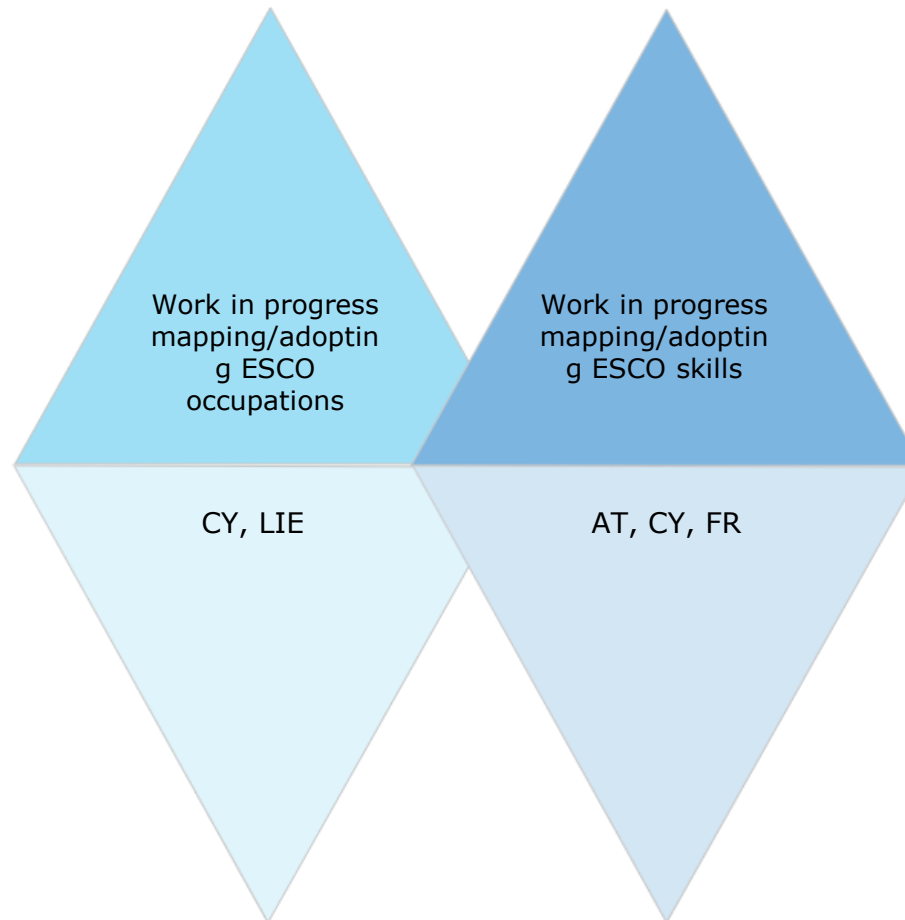 Work in progress
mapping/adoptin
g ESCO
occupations
Work in progress
mapping/adoptin
g ESCO skills
CY, LIE
AT, CY, FR